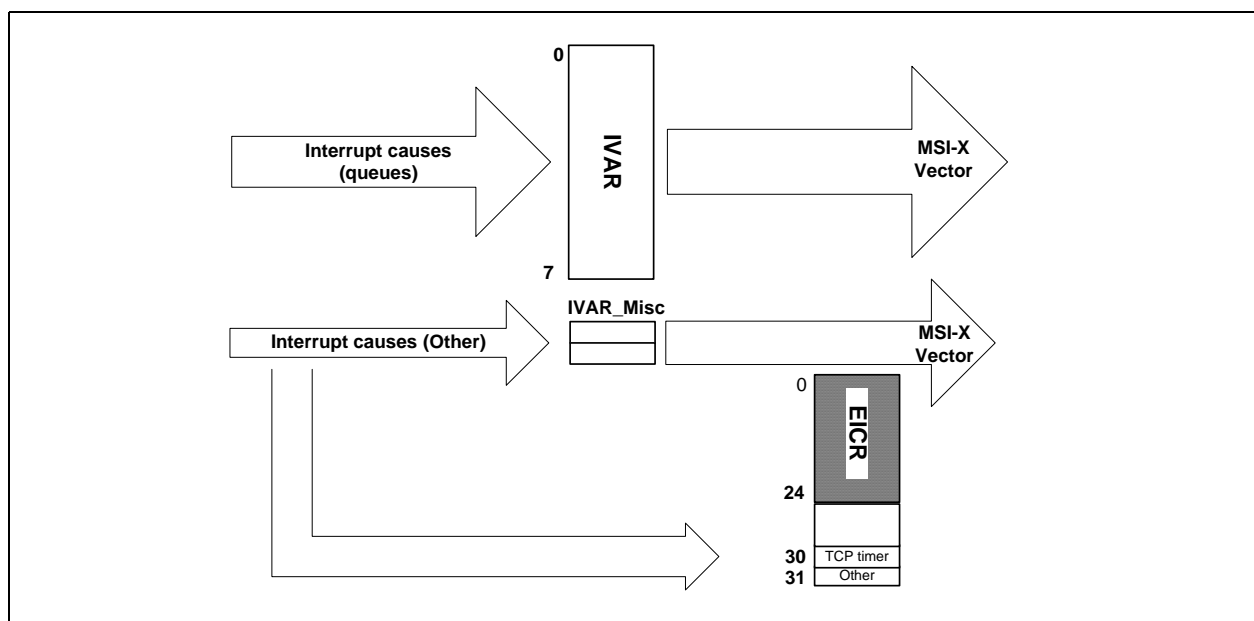 0
IVAR
Interrupt causes
(queues)
MSI-X
Vector
7
IVAR_Misc
Interrupt causes (Other)
MSI-X
Vector
0
EICR
24
30 TCP timer
31 Other